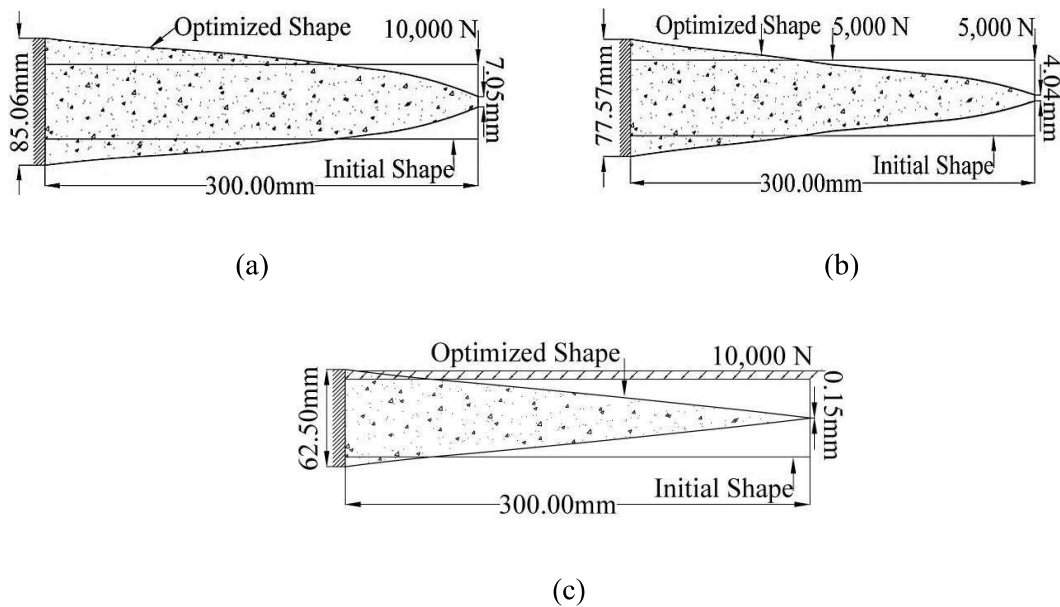 Optimized Shape
10,000 N
85.06mm
7.05mm
Initial Shape
300.00mm
(a)
Optimized Shape
5,000 N
5,000 N
77.57mm
4.04mm
Initial Shape
300.00mm
(b)
Optimized Shape
10,000 N
62.50mm
0.15mm
Initial Shape
300.00mm
(c)